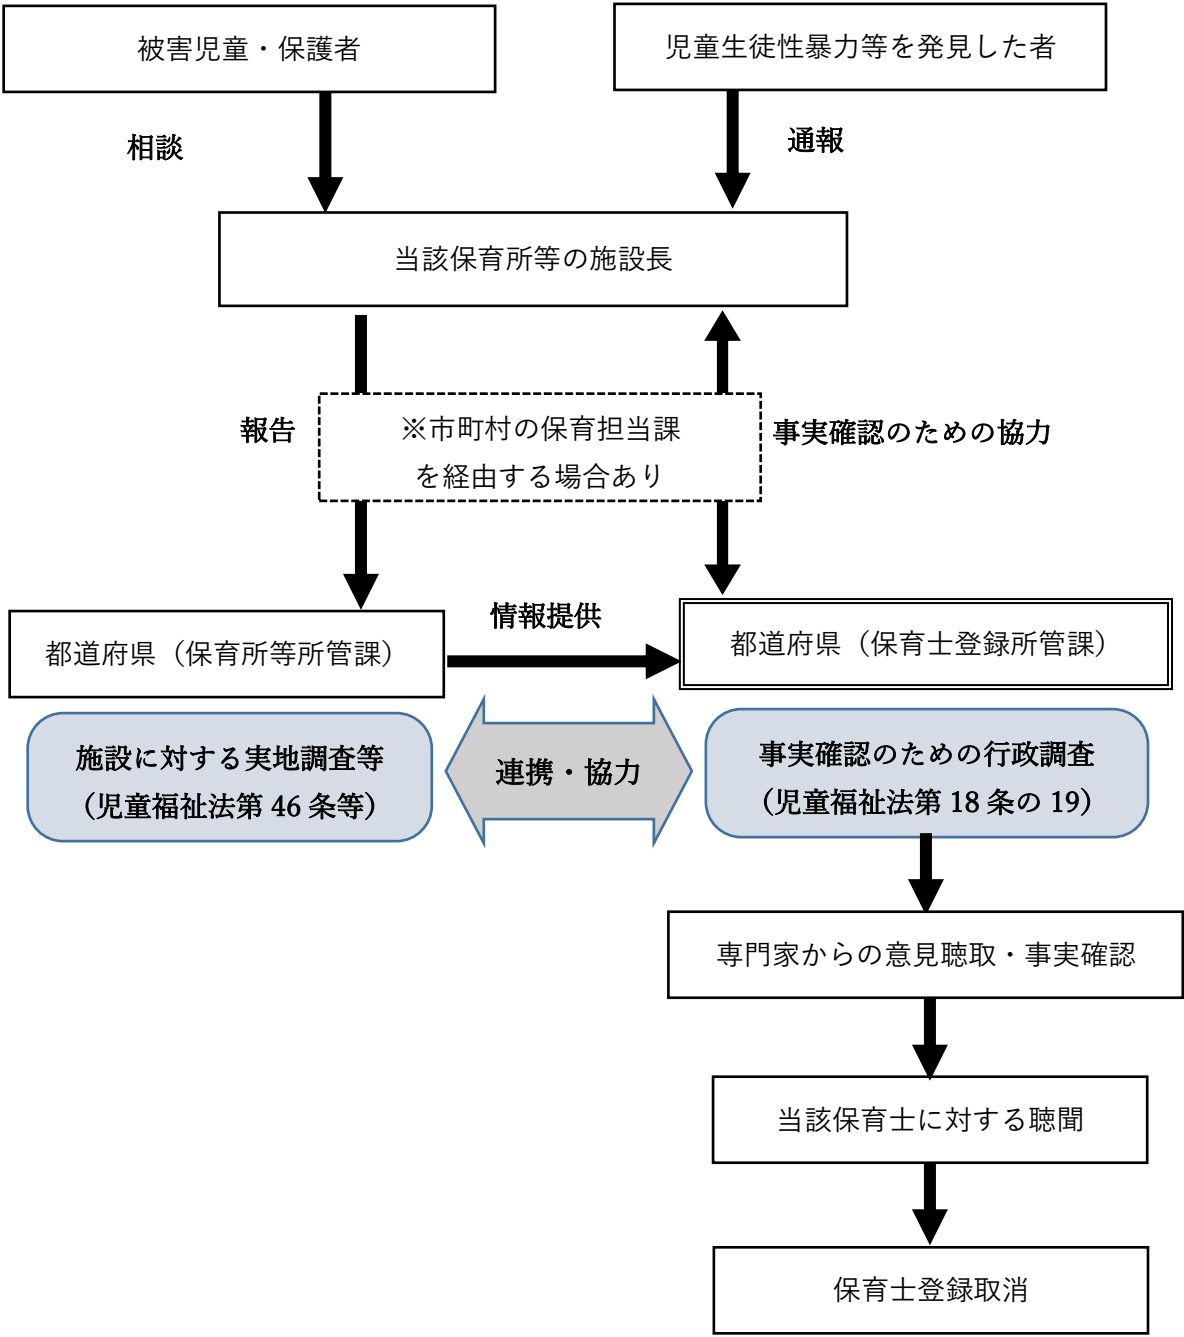 被害児童・保護者
児童生徒性暴力等を発見した者
相談
通報
当該保育所等の施設長
報告
※市町村の保育担当課
を経由する場合あり
事実確認のための協力
都道府県（保育所等所管課）
情報提供
都道府県（保育士登録所管課）
施設に対する実地調査等
（児童福祉法第 46 条等）
連携・協力
事実確認のための行政調査
（児童福祉法第 18 条の 19）
専門家からの意見聴取・事実確認
当該保育士に対する聴聞
保育士登録取消